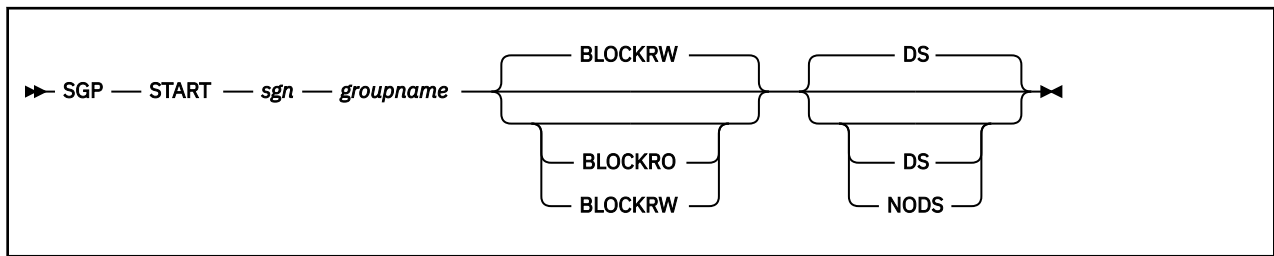 BLOCKRW DS
SGP START sgn groupname
BLOCKRO DS
BLOCKRW NODS